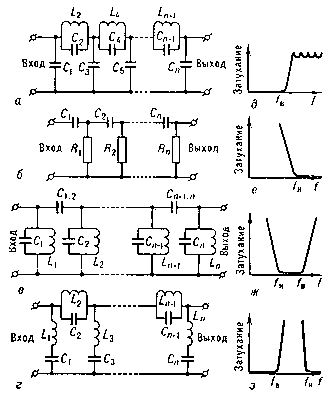 L₂ L₄ Lₙ₋₁
C₂ C₄ Cₙ₋₁
Вход C₁ C₃ C₅ Cₙ Выход
а
Затухание
fв f
д
C₁ C₂ Cₙ
Вход R₁ R₂ Rₙ Выход
б
Затухание
fн f
е
C₁,₂ Cₙ₋₁,ₙ
Вход C₁ C₂ Cₙ₋₁ Cₙ Выход
L₁ L₂ Lₙ₋₁ Lₙ
в
Затухание
fн fв f
ж
L₂ Lₙ₋₁
Вход L₁ C₂ L₃ Cₙ₋₁ Lₙ Выход
C₁ C₃ Cₙ
г
Затухание
fв fн f
з